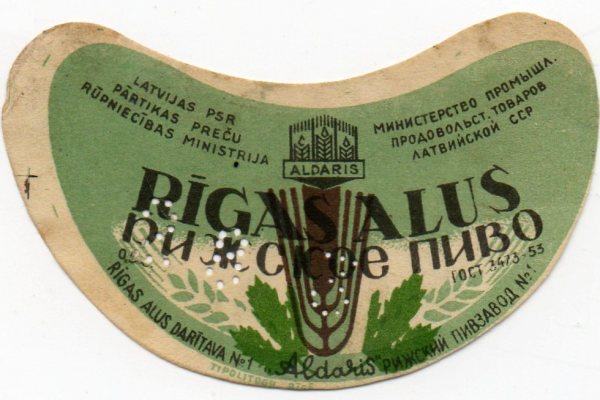 LATVIJAS PSR
PĀRTIKAS PREČU
RŪPNIECĪBAS MINISTRIJA
МИНИСТЕРСТВО ПРОМЫШЛ.
ПРОДОВОЛЬСТ. ТОВАРОВ
ЛАТВИЙСКОЙ ССР
ALDARIS
RĪGAS ALUS
рижское пиво
ГОСТ 3473-53
RĪGAS ALUS DARĪTAVA №1 „Aldaris" РИЖСКИЙ ПИВЗАВОД №1